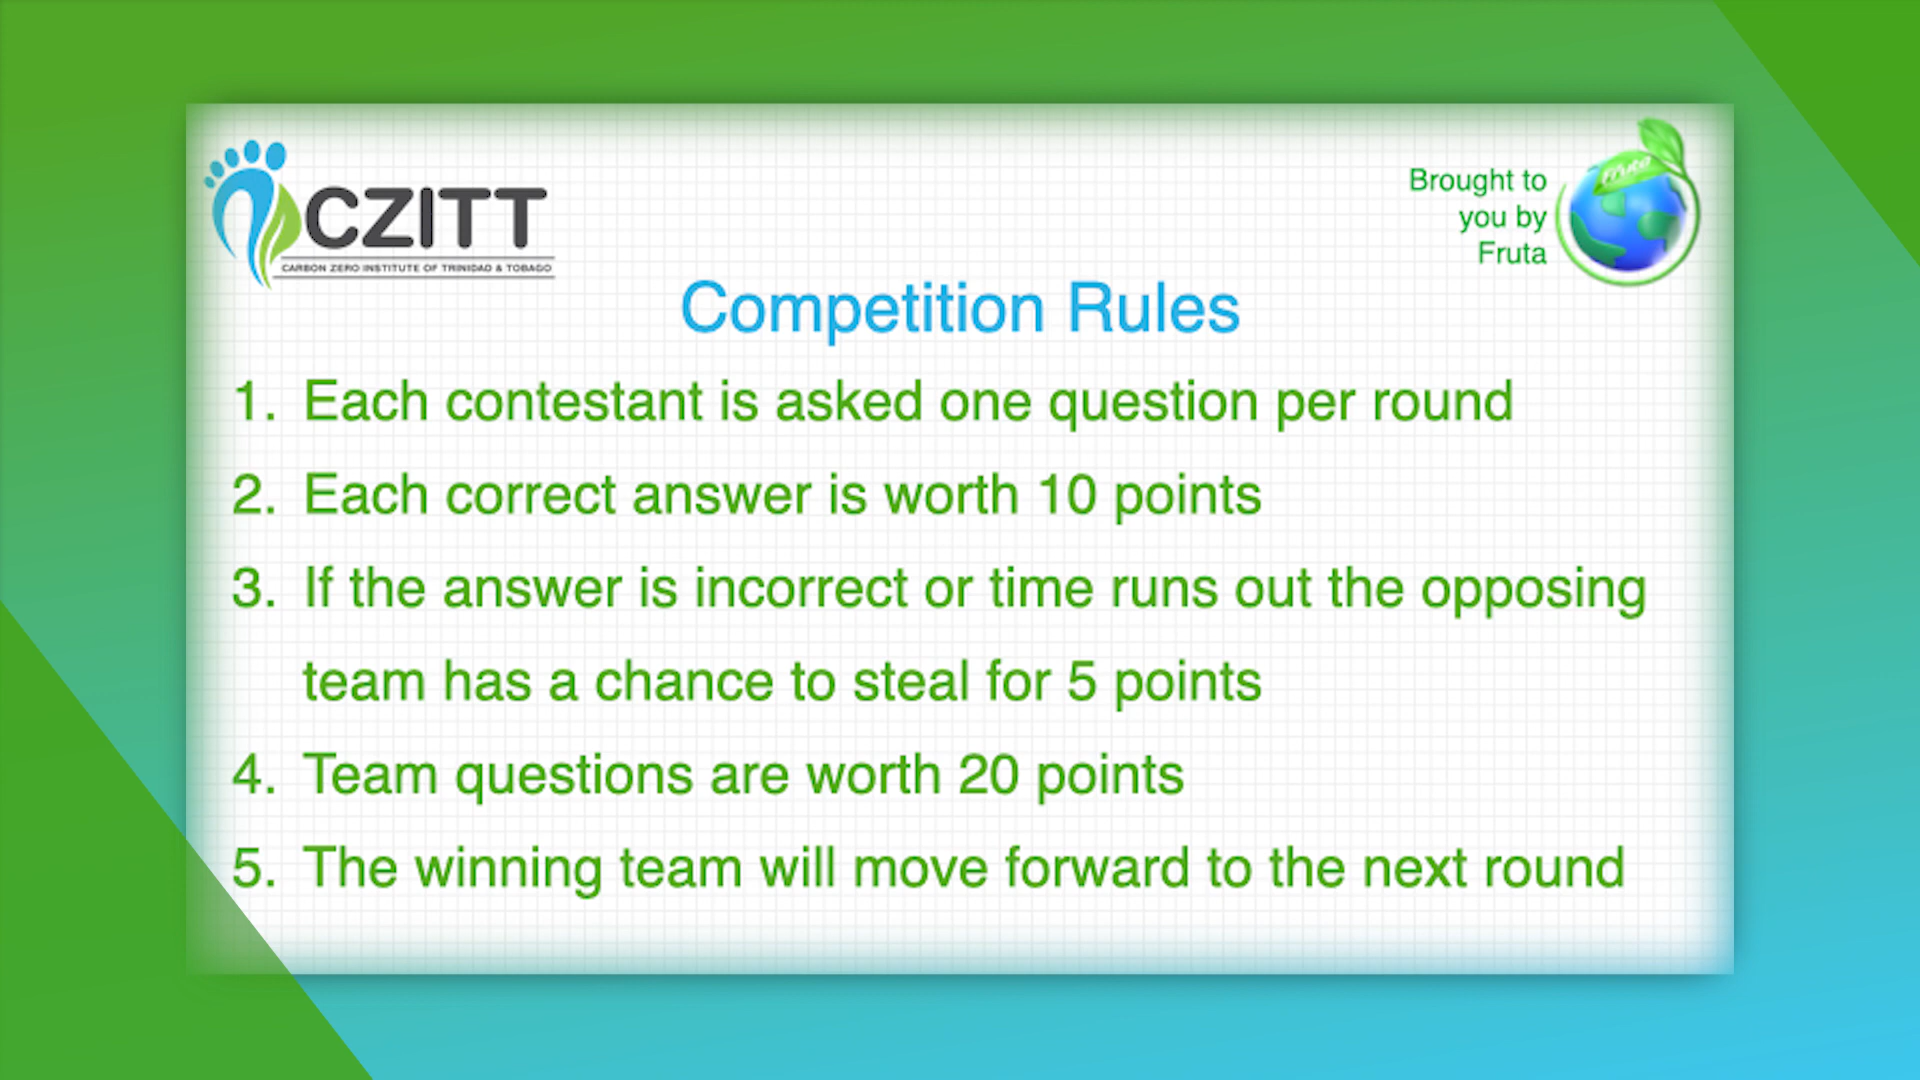 CZITT
CARBON ZERO INSTITUTE OF TRINIDAD & TOBAGO
Brought to
you by
Fruta
fruta
Competition Rules
1. Each contestant is asked one question per round
2. Each correct answer is worth 10 points
3. If the answer is incorrect or time runs out the opposing
team has a chance to steal for 5 points
4. Team questions are worth 20 points
5. The winning team will move forward to the next round